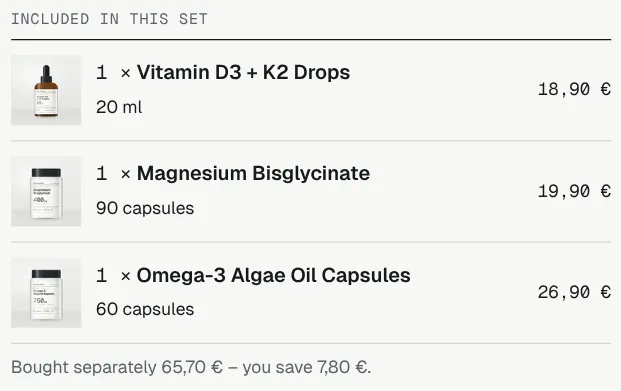 INCLUDED IN THIS SET
1 × Vitamin D3 + K2 Drops
20 ml
18,90 €
1 × Magnesium Bisglycinate
90 capsules
19,90 €
1 × Omega-3 Algae Oil Capsules
60 capsules
26,90 €
Bought separately 65,70 € – you save 7,80 €.